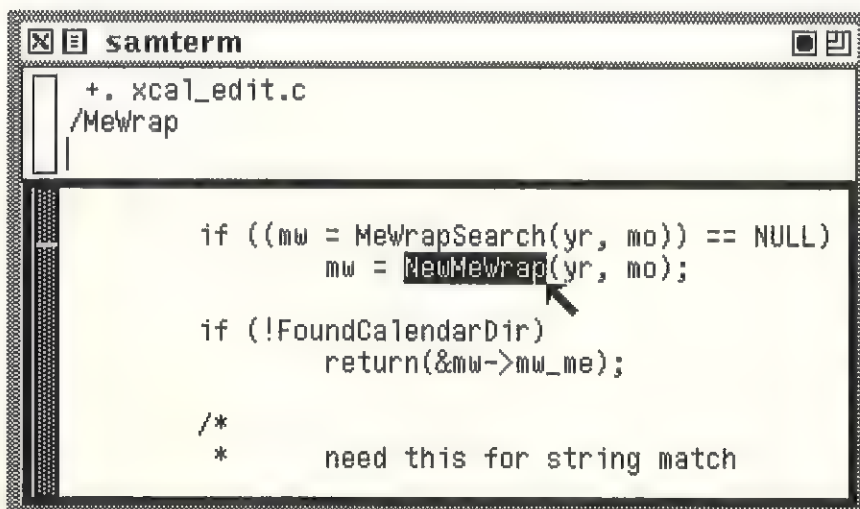 samterm
+. xcal_edit.c
/MeWrap
if ((mw = MeWrapSearch(yr, mo)) == NULL)
mw = NewMeWrap(yr, mo);
if (!FoundCalendarDir)
return(&mw->mw_me);
/*
* need this for string match